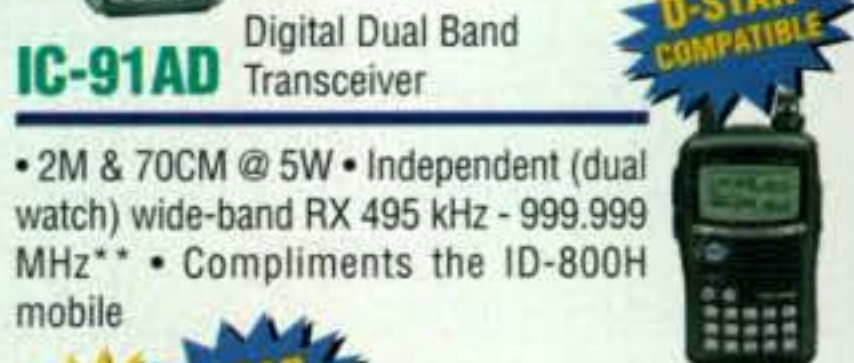 D-STAR
COMPATIBLE
IC-91AD Digital Dual Band
Transceiver
• 2M & 70CM @ 5W • Independent (dual
watch) wide-band RX 495 kHz - 999.999
MHz** • Compliments the ID-800H
mobile